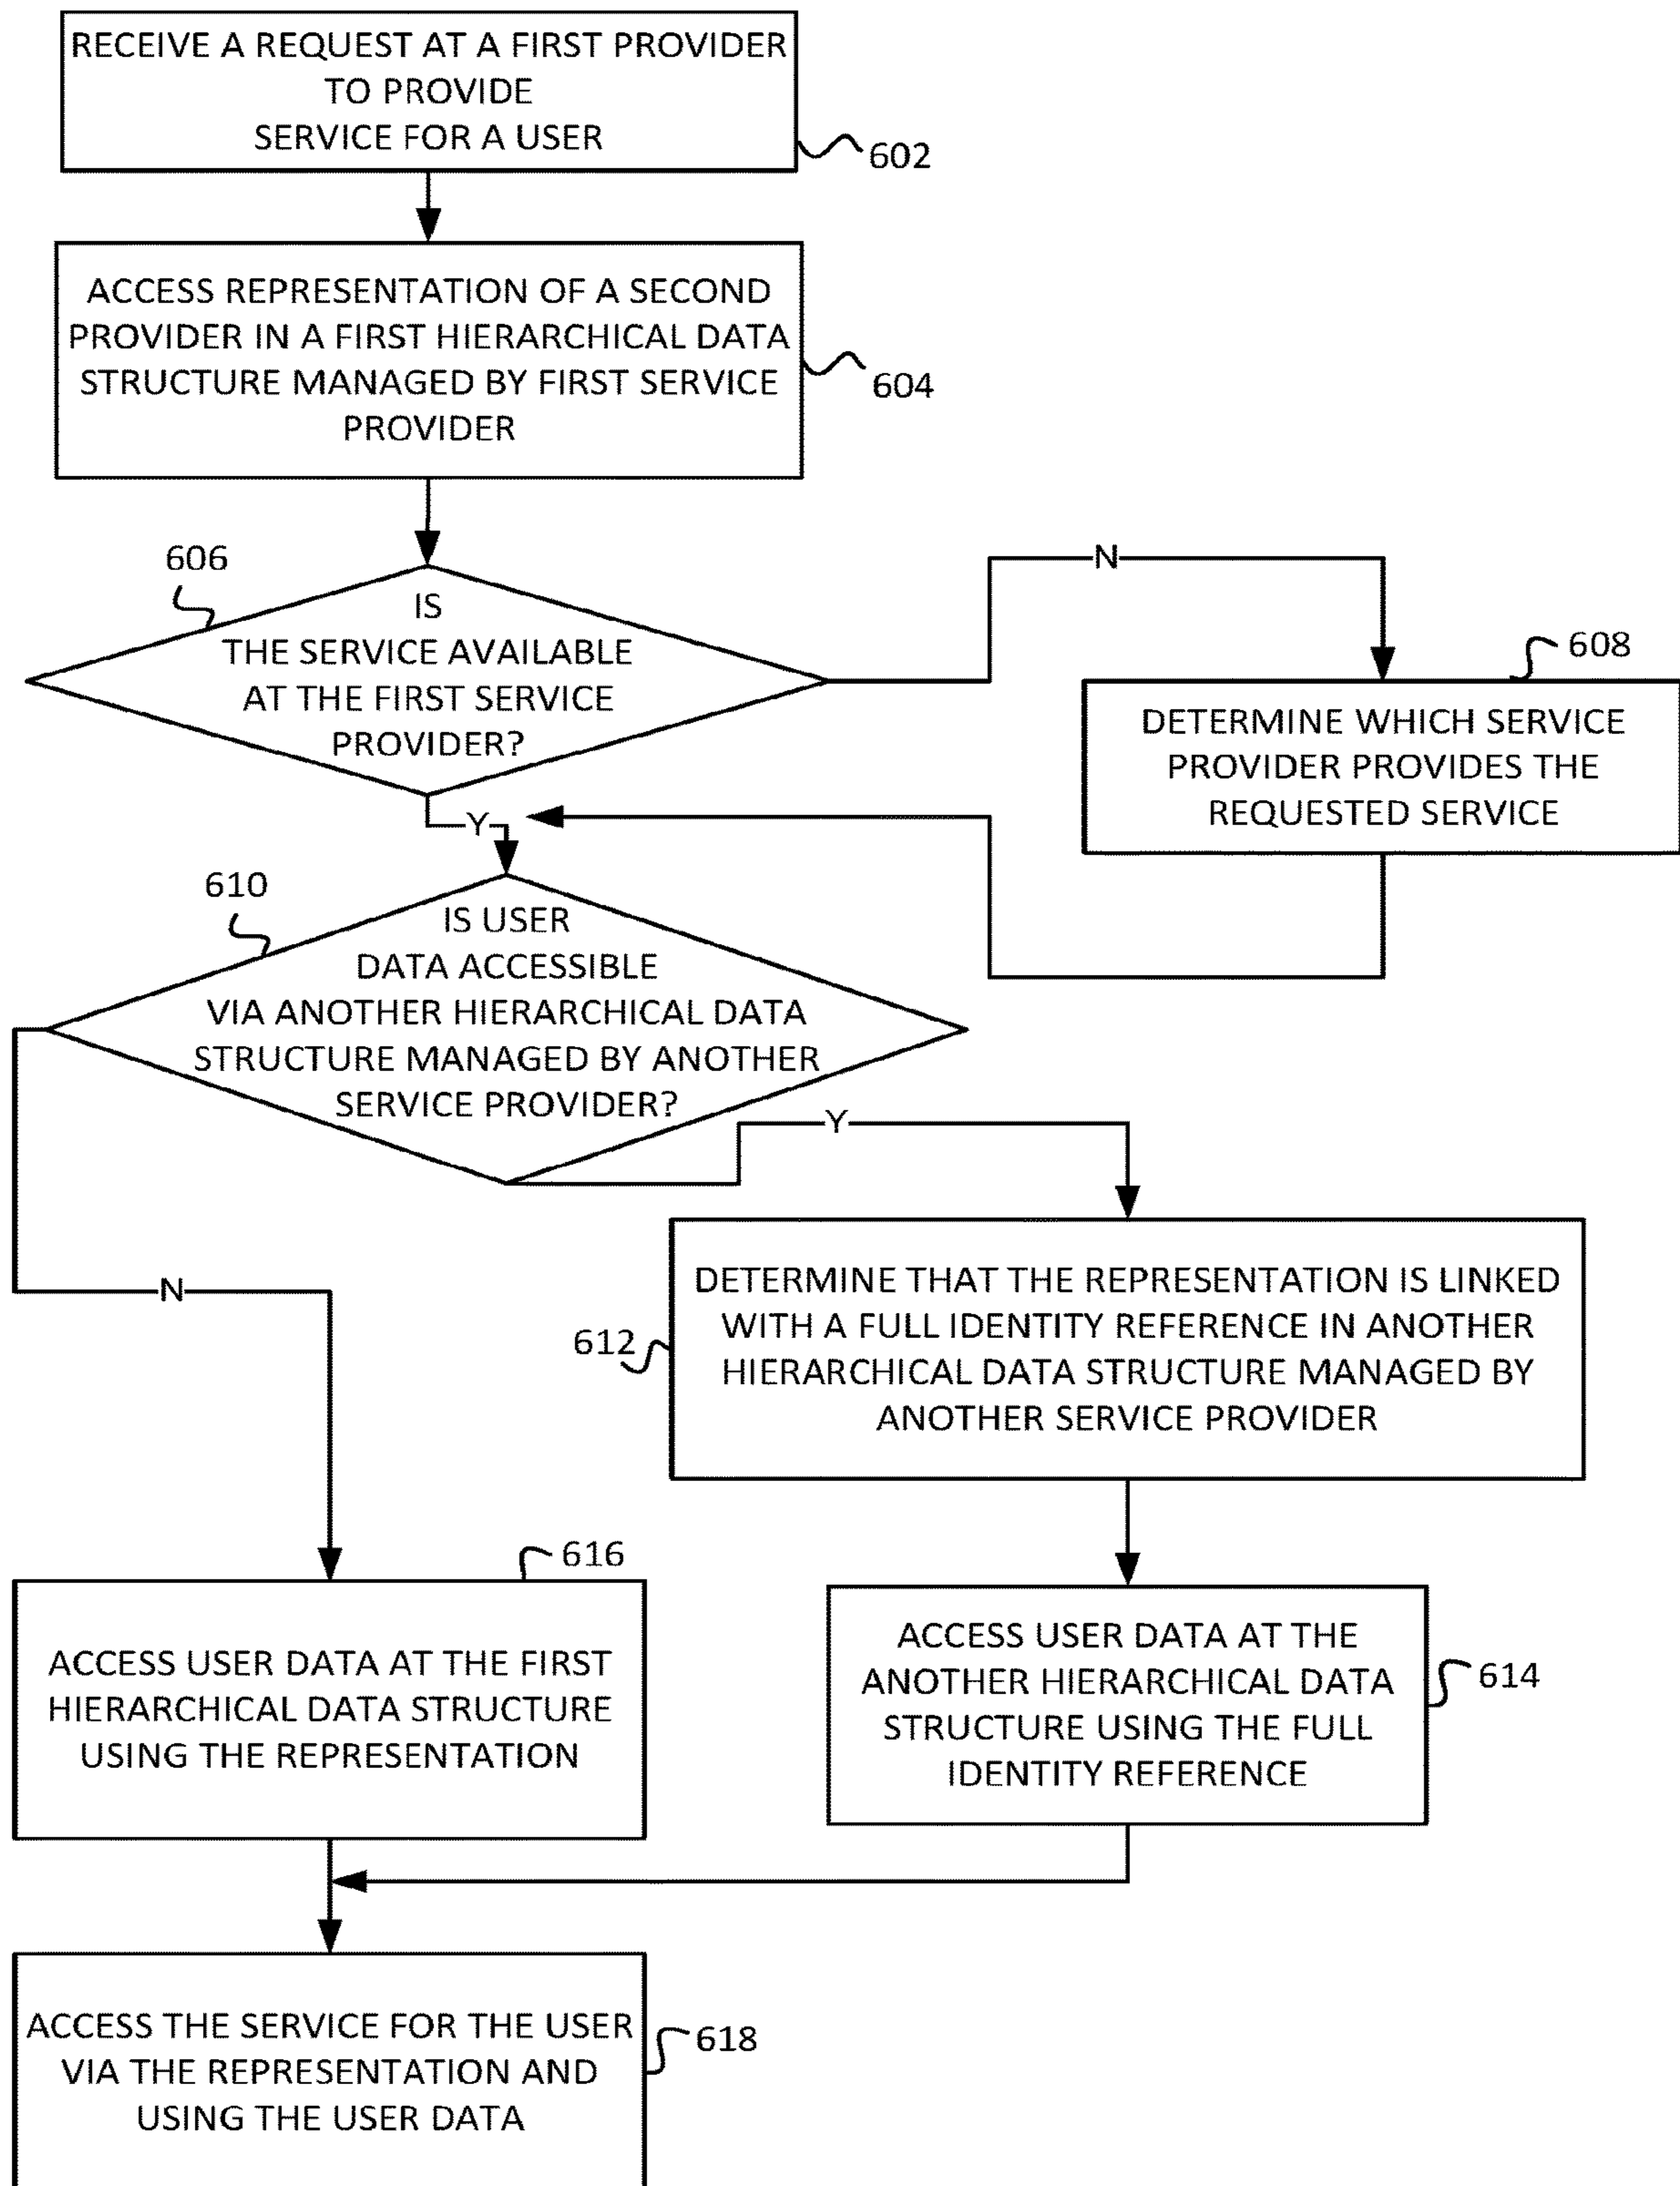 RECEIVE A REQUEST AT A FIRST PROVIDER
TO PROVIDE
SERVICE FOR A USER
602
ACCESS REPRESENTATION OF A SECOND
PROVIDER IN A FIRST HIERARCHICAL DATA
STRUCTURE MANAGED BY FIRST SERVICE
PROVIDER
604
606
IS
THE SERVICE AVAILABLE
AT THE FIRST SERVICE
PROVIDER?
N
608
DETERMINE WHICH SERVICE
PROVIDER PROVIDES THE
REQUESTED SERVICE
Y
610
IS USER
DATA ACCESSIBLE
VIA ANOTHER HIERARCHICAL DATA
STRUCTURE MANAGED BY ANOTHER
SERVICE PROVIDER?
Y
N
DETERMINE THAT THE REPRESENTATION IS LINKED
WITH A FULL IDENTITY REFERENCE IN ANOTHER
HIERARCHICAL DATA STRUCTURE MANAGED BY
ANOTHER SERVICE PROVIDER
612
616
ACCESS USER DATA AT THE FIRST
HIERARCHICAL DATA STRUCTURE
USING THE REPRESENTATION
ACCESS USER DATA AT THE
ANOTHER HIERARCHICAL DATA
STRUCTURE USING THE FULL
IDENTITY REFERENCE
614
ACCESS THE SERVICE FOR THE USER
VIA THE REPRESENTATION AND
USING THE USER DATA
618